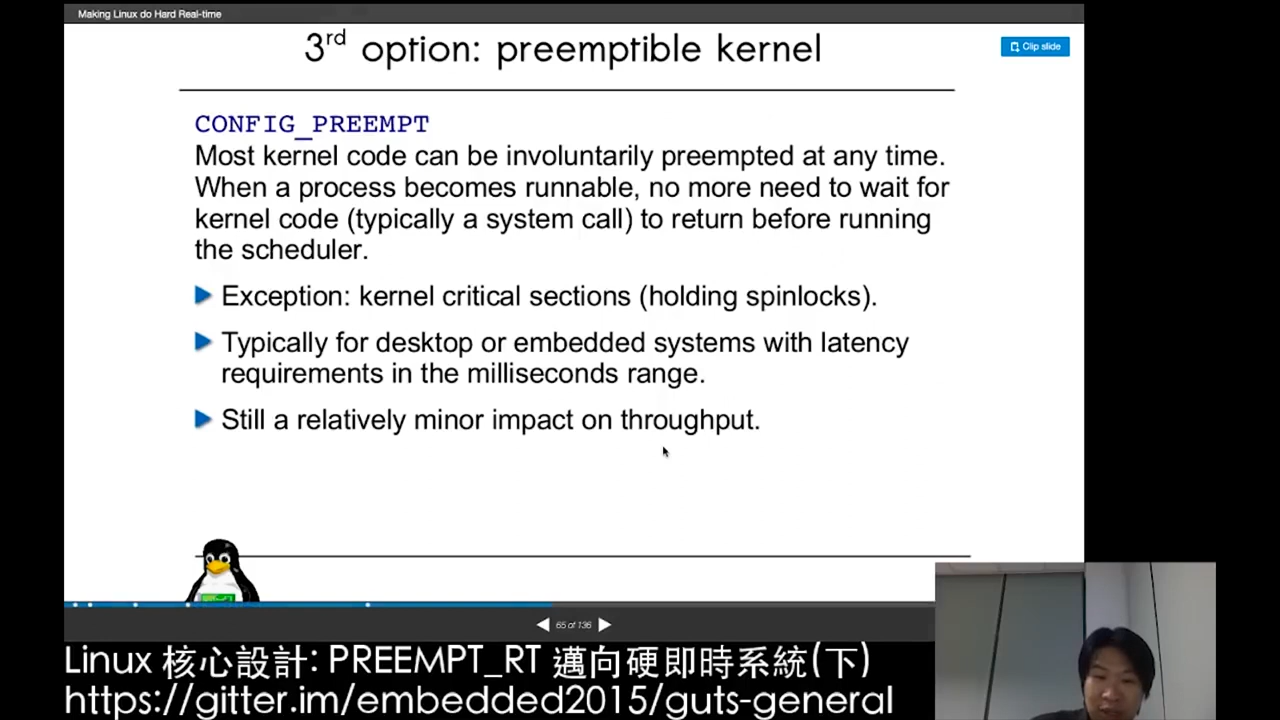 Making Linux do Hard Real-time
3rd option: preemptible kernel
Clip slide
CONFIG_PREEMPT
Most kernel code can be involuntarily preempted at any time.
When a process becomes runnable, no more need to wait for
kernel code (typically a system call) to return before running
the scheduler.
Exception: kernel critical sections (holding spinlocks).
Typically for desktop or embedded systems with latency
requirements in the milliseconds range.
Still a relatively minor impact on throughput.
65 of 136
Linux 核心設計: PREEMPT_RT 邁向硬即時系統(下)
https://gitter.im/embedded2015/guts-general